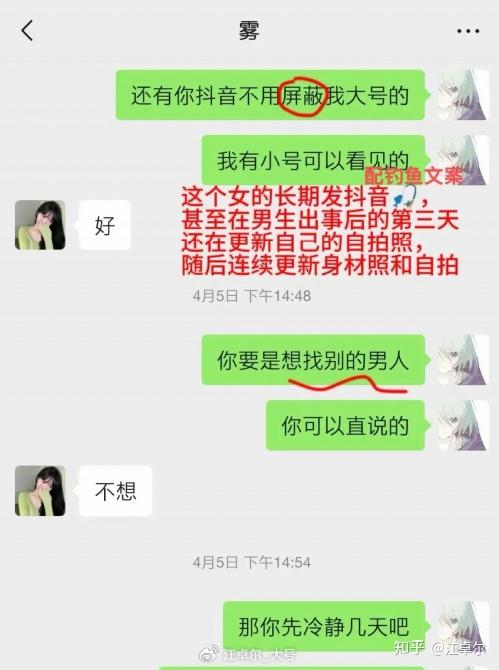 雾
还有你抖音不用屏蔽我大号的
我有小号可以看见的
配钓鱼文案
这个女的长期发抖音，
甚至在男生出事后的第三天
还在更新自己的自拍照，
随后连续更新身材照和自拍
好
4月5日 下午14:48
你要是想找别的男人
你可以直说的
不想
4月5日 下午14:54
那你先冷静几天吧
江卓尔_大号
知乎 @江卓尔